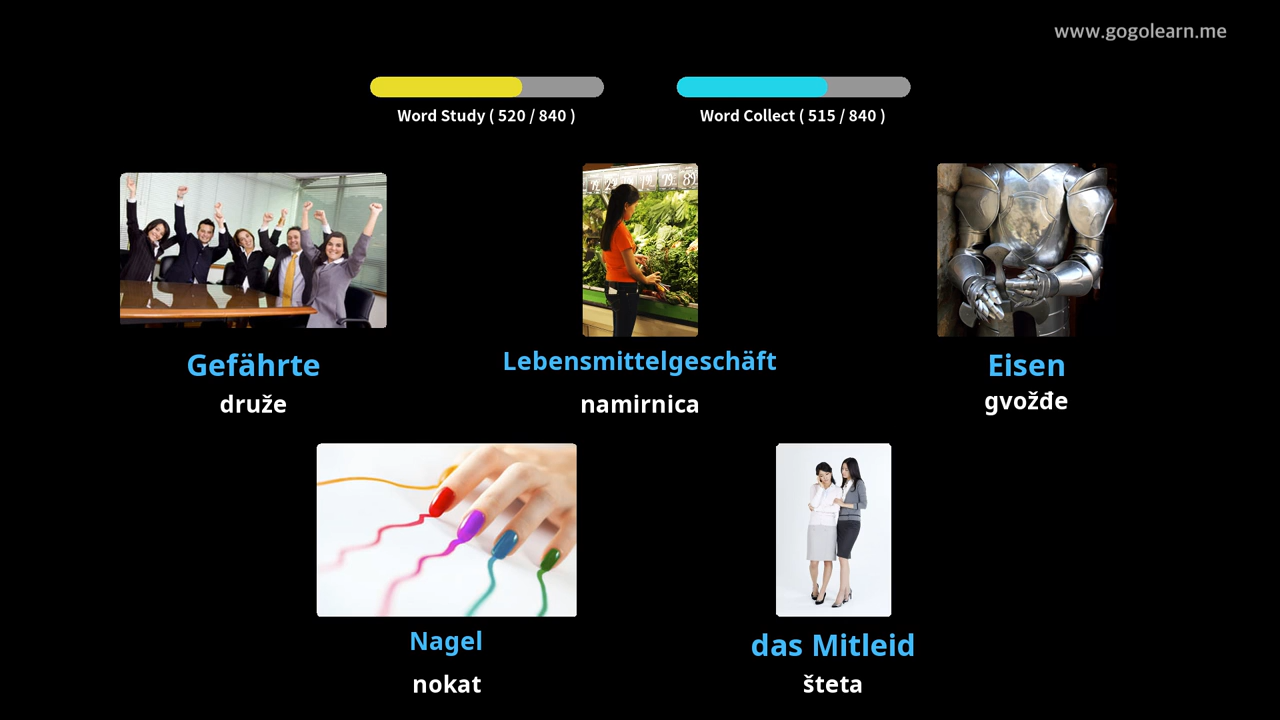 www.gogolearn.me
Word Study ( 520 / 840 )
Word Collect ( 515 / 840 )
Gefährte
druže
Lebensmittelgeschäft
namirnica
Eisen
gvožđe
Nagel
nokat
das Mitleid
šteta